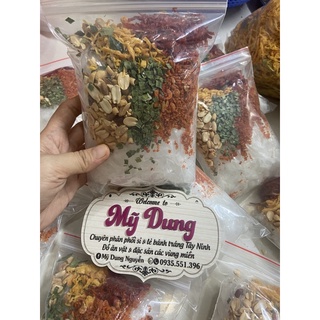 Welcome to
Mỹ Dung
Chuyên phân phối sỉ & lẻ bánh tráng Tây Ninh
Đồ ăn vặt & đặc sản các vùng miền
Mỹ Dung Nguyễn 0935.551.396